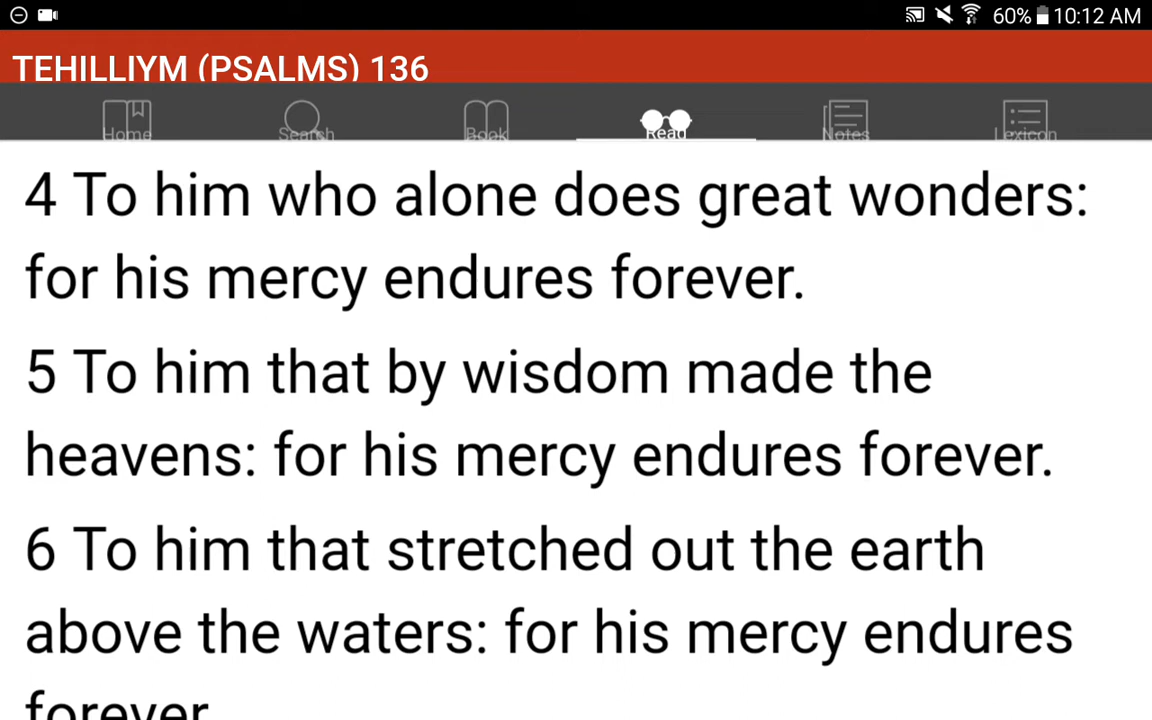 60% 10:12 AM
TEHILLIYM (PSALMS) 136
Home Search Book Read Notes Lexicon
4 To him who alone does great wonders:
for his mercy endures forever.
5 To him that by wisdom made the
heavens: for his mercy endures forever.
6 To him that stretched out the earth
above the waters: for his mercy endures
forever